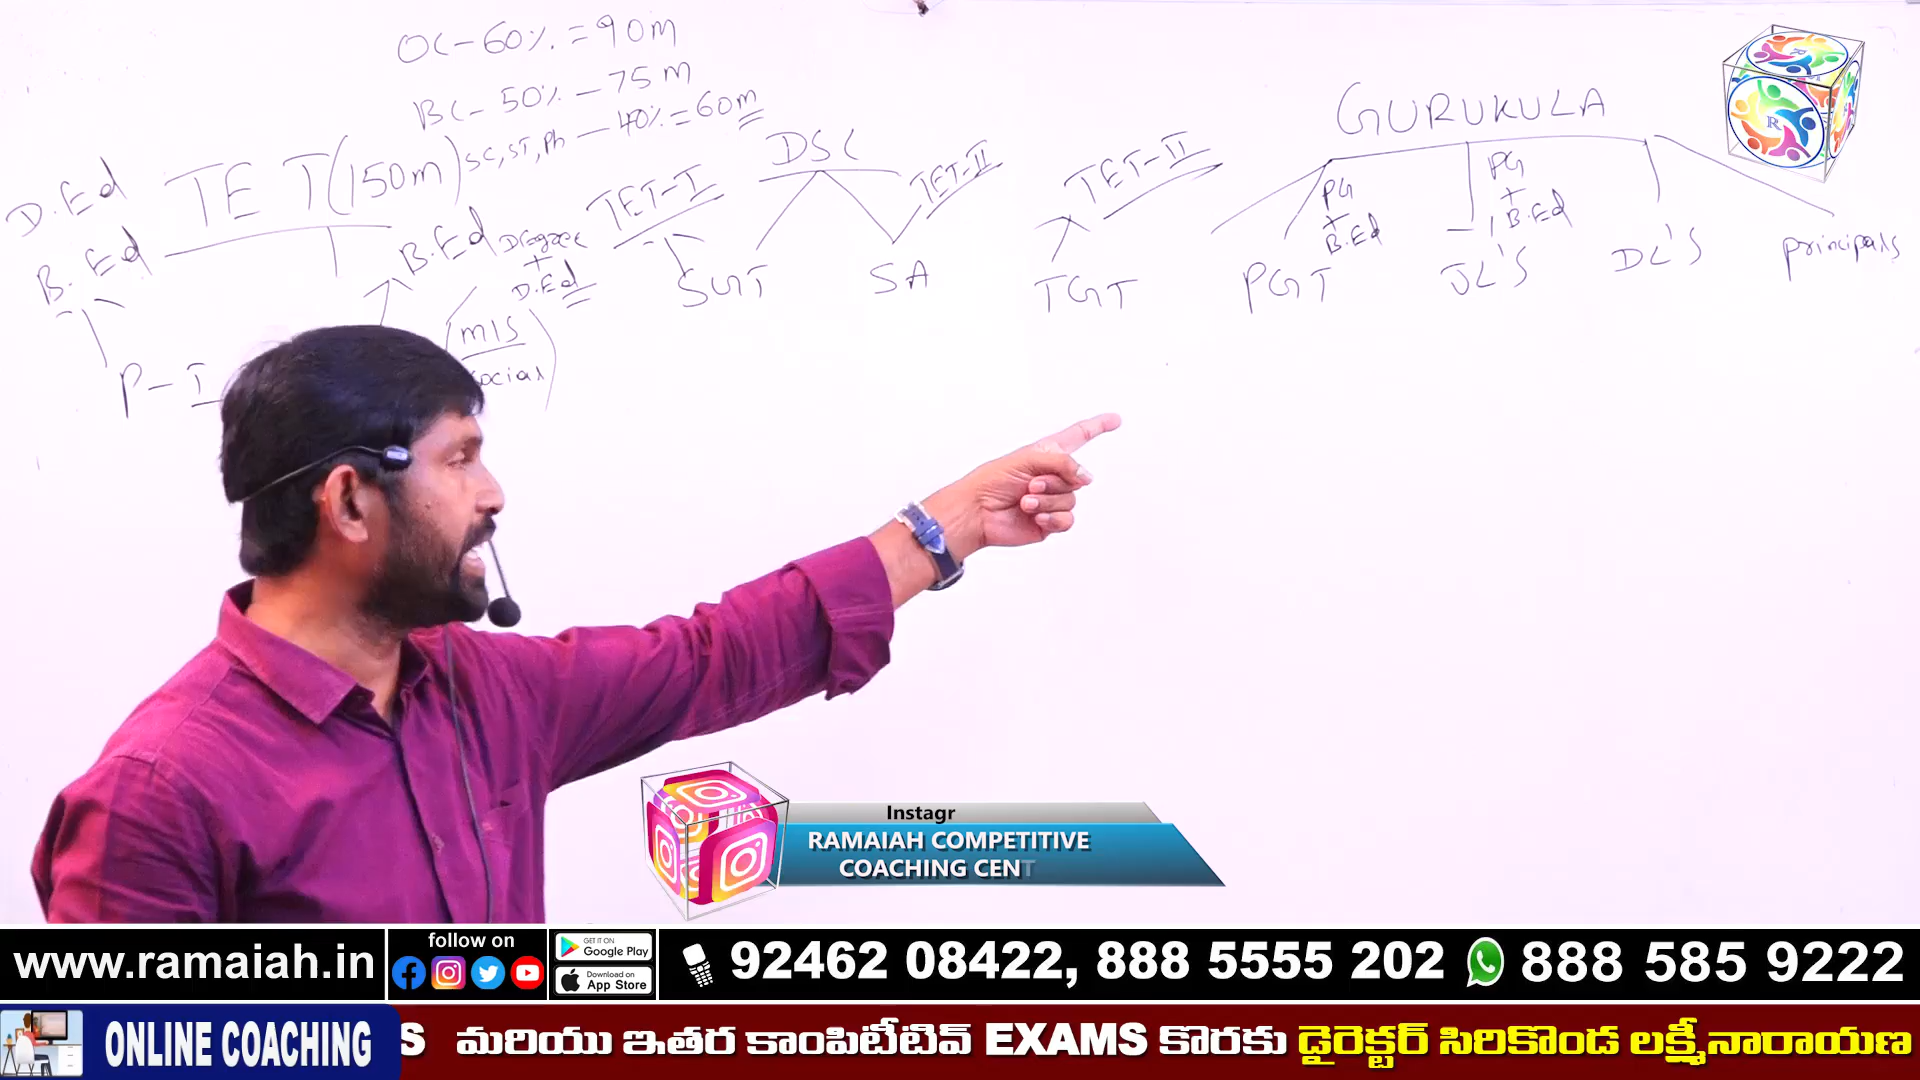 OC - 60% = 90m
BC - 50% - 75m
SC, ST, Ph - 40% = 60m
TET (150m)
D.Ed
B.Ed
P - I
B.Ed
MIS
social
DSC
TET-I
Degree
+
D.Ed
SGT
TET-II
SA
GURUKULA
TET-II
TGT
PG
+
B.Ed
PGT
PG
+
B.Ed
JL'S
DL'S
principals
R
Instagr
RAMAIAH COMPETITIVE
COACHING CENT
www.ramaiah.in
follow on
GET IT ON
Google Play
Download on
App Store
92462 08422, 888 5555 202
888 585 9222
ONLINE COACHING
S మరియు ఇతర కాంపిటీటివ్ EXAMS కొరకు డైరెక్టర్ సిరికొండ లక్ష్మీనారాయణ